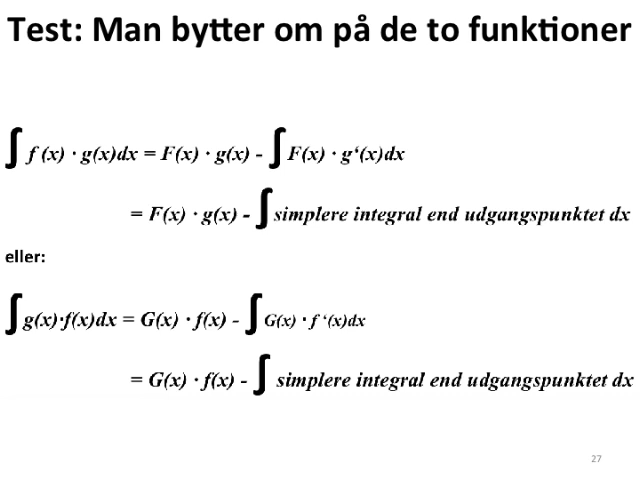 Test: Man bytter om på de to funktioner
∫ f (x) · g(x)dx = F(x) · g(x) - ∫ F(x) · g‘(x)dx
= F(x) · g(x) - ∫ simplere integral end udgangspunktet dx
eller:
∫ g(x)·f(x)dx = G(x) · f(x) - ∫ G(x) · f ‘(x)dx
= G(x) · f(x) - ∫ simplere integral end udgangspunktet dx
27